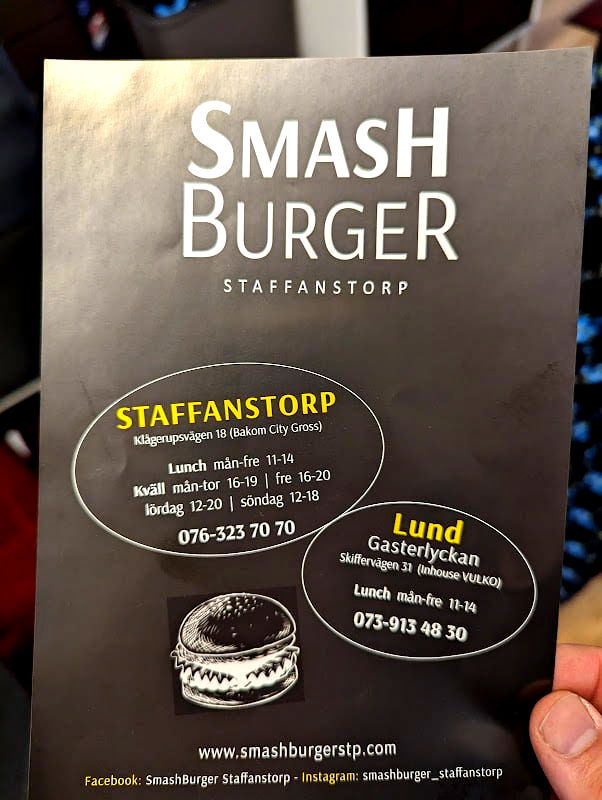 SMASH
BURGER
STAFFANSTORP
STAFFANSTORP
Klågerupsvägen 18 (Bakom City Gross)
Lunch mån-fre 11-14
Kväll mån-tor 16-19 | fre 16-20
lördag 12-20 | söndag 12-18
076-323 70 70
Lund
Gasterlyckan
Skiffervägen 31 (Inhouse VULKO)
Lunch mån-fre 11-14
073-913 48 30
www.smashburgerstp.com
Facebook: SmashBurger Staffanstorp - Instagram: smashburger_staffanstorp